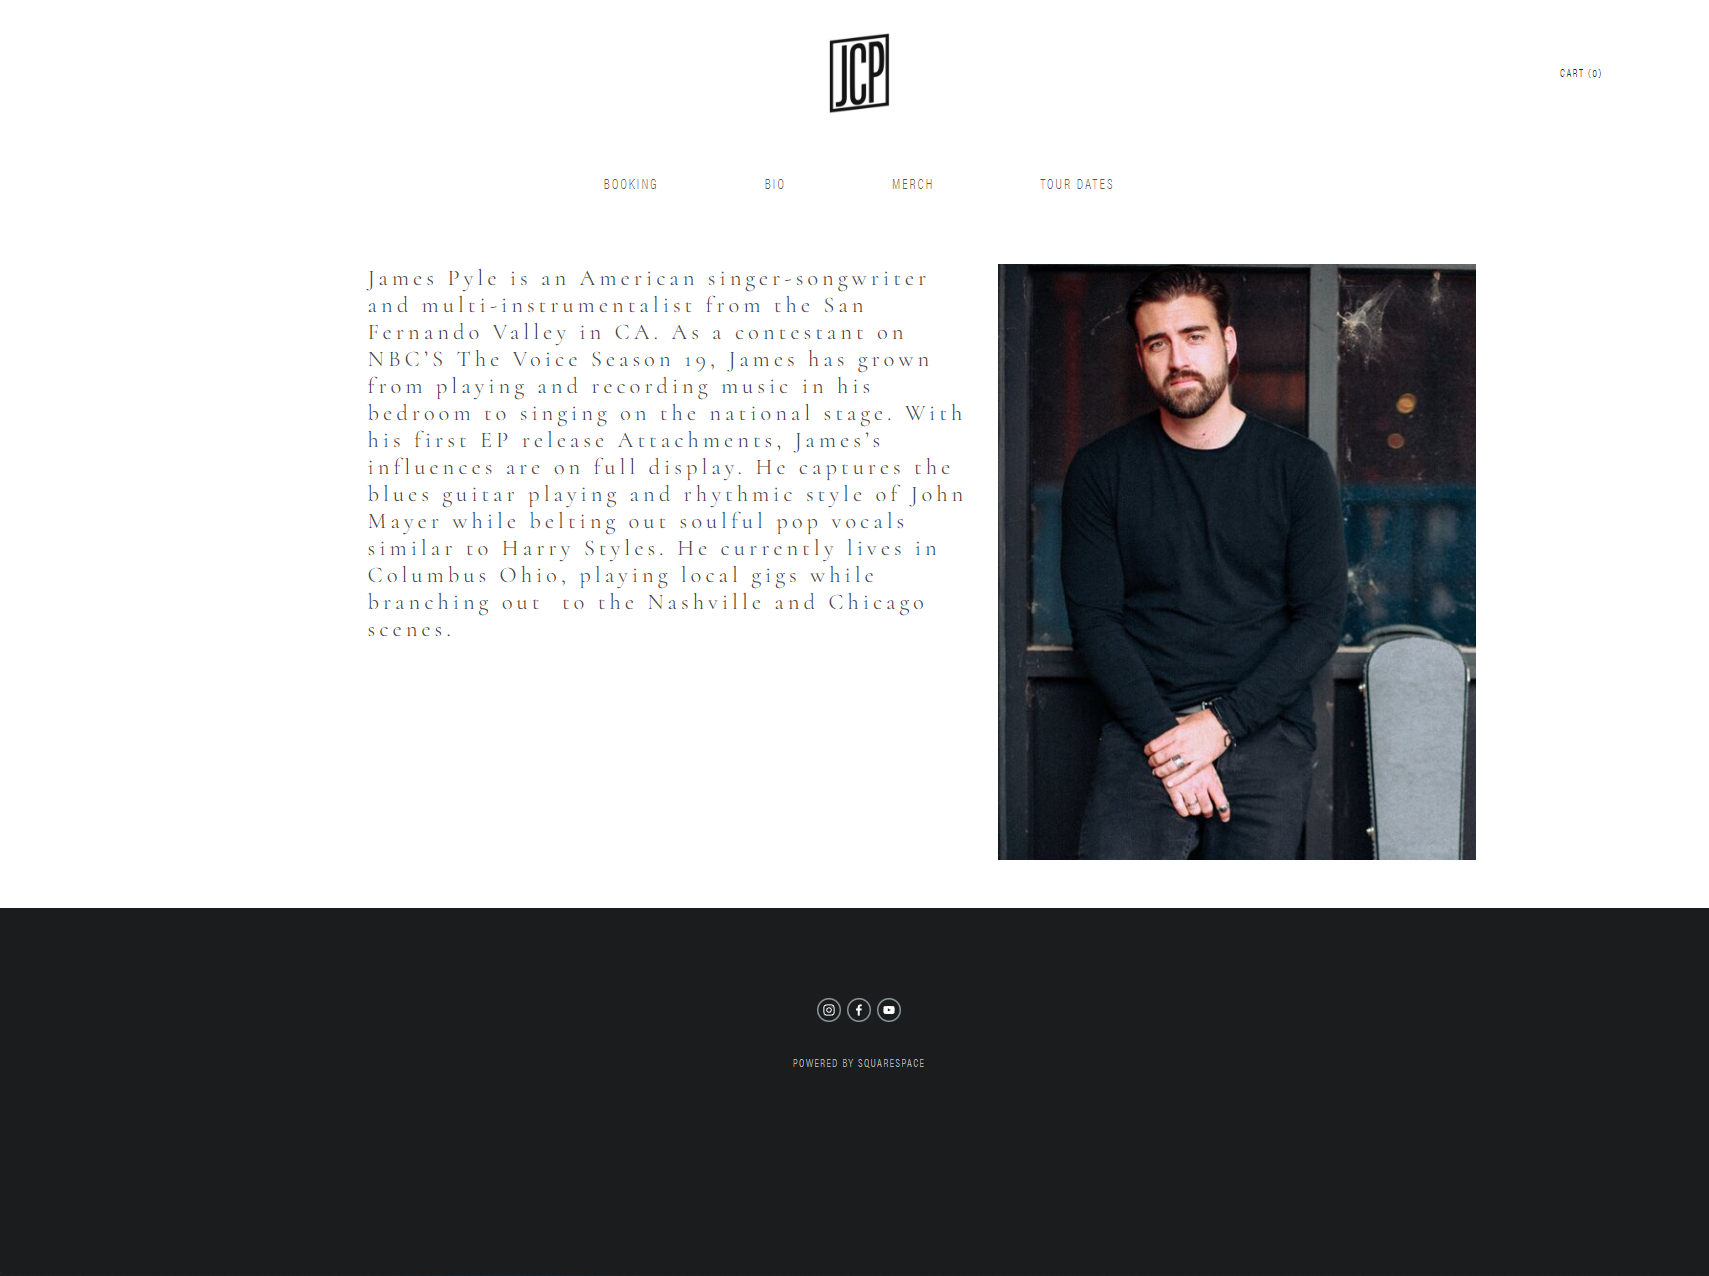 JCP
CART (0)
BOOKING BIO MERCH TOUR DATES
James Pyle is an American singer-songwriter
and multi-instrumentalist from the San
Fernando Valley in CA. As a contestant on
NBC’S The Voice Season 19, James has grown
from playing and recording music in his
bedroom to singing on the national stage. With
his first EP release Attachments, James’s
influences are on full display. He captures the
blues guitar playing and rhythmic style of John
Mayer while belting out soulful pop vocals
similar to Harry Styles. He currently lives in
Columbus Ohio, playing local gigs while
branching out  to the Nashville and Chicago
scenes.
POWERED BY SQUARESPACE